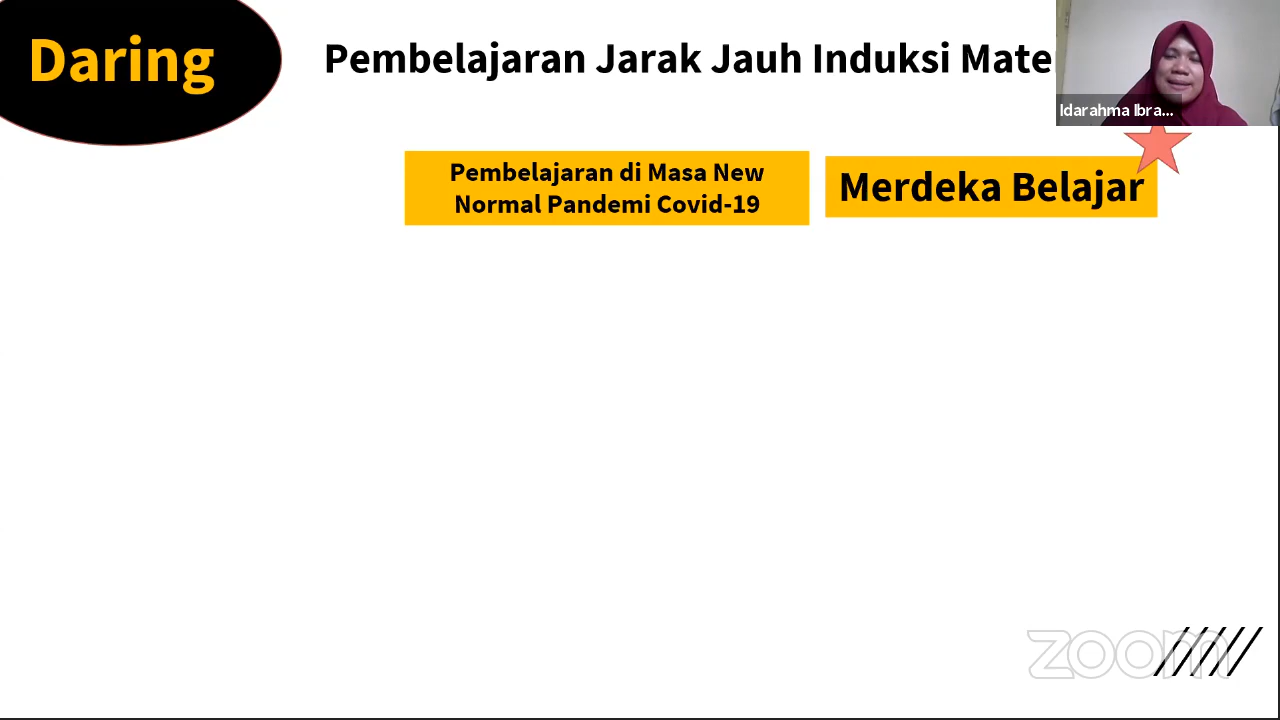 Daring
Pembelajaran Jarak Jauh Induksi Mate
Idarahma Ibra...
Pembelajaran di Masa New
Normal Pandemi Covid-19
Merdeka Belajar
zoom